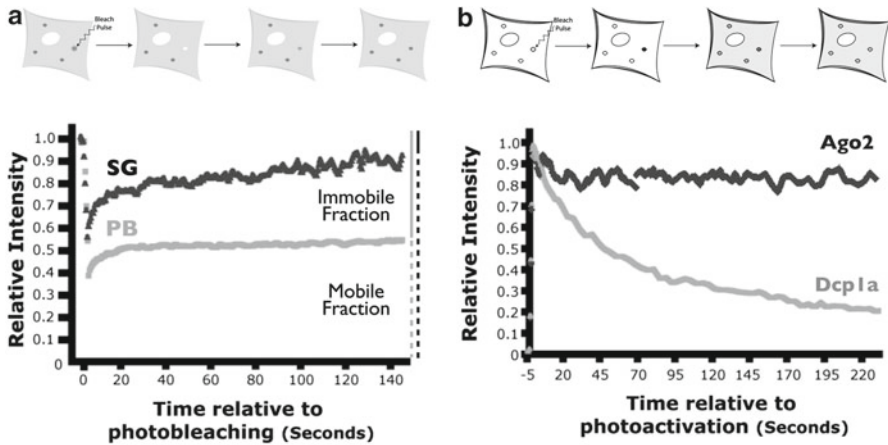 a
Bleach
Pulse
Relative Intensity
1.0
0.9
0.8
0.7
0.6
0.5
0.4
0.3
0.2
0.1
0
SG
PB
Immobile
Fraction
Mobile
Fraction
0 20 40 60 80 100 120 140
Time relative to
photobleaching (Seconds)
b
Bleach
Pulse
Relative Intensity
1.0
0.9
0.8
0.7
0.6
0.5
0.4
0.3
0.2
0.1
0
Ago2
Dcp1a
-5 20 45 70 95 120 145 170 195 220
Time relative to
photoactivation (Seconds)